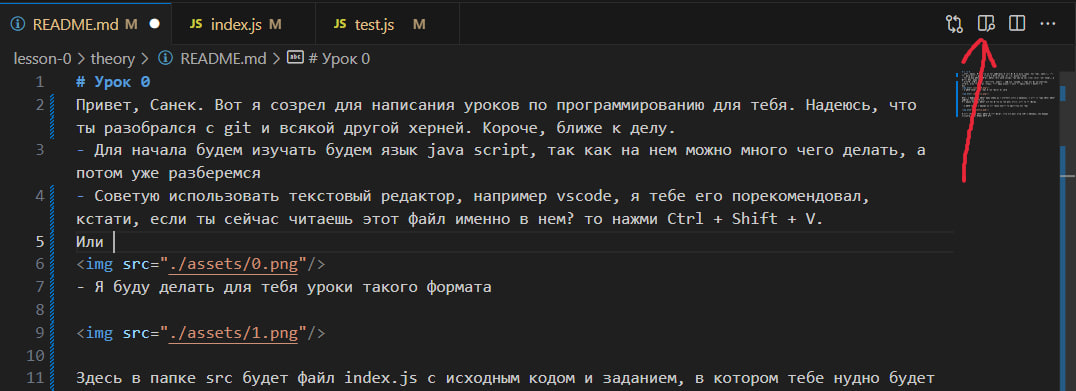 README.md M
JS index.js M
JS test.js M
lesson-0 > theory > README.md > abc # Урок 0
1 # Урок 0
2 Привет, Санек. Вот я созрел для написания уроков по программированию для тебя. Надеюсь, что
ты разобрался с git и всякой другой херней. Короче, ближе к делу.
3 - Для начала будем изучать будем язык java script, так как на нем можно много чего делать, а
потом уже разберемся
4 - Советую использовать текстовый редактор, например vscode, я тебе его порекомендовал,
кстати, если ты сейчас читаешь этот файл именно в нем? то нажми Ctrl + Shift + V.
5 Или
6 <img src="./assets/0.png"/>
7 - Я буду делать для тебя уроки такого формата
8
9 <img src="./assets/1.png"/>
10
11 Здесь в папке src будет файл index.js с исходным кодом и заданием, в котором тебе нудно будет